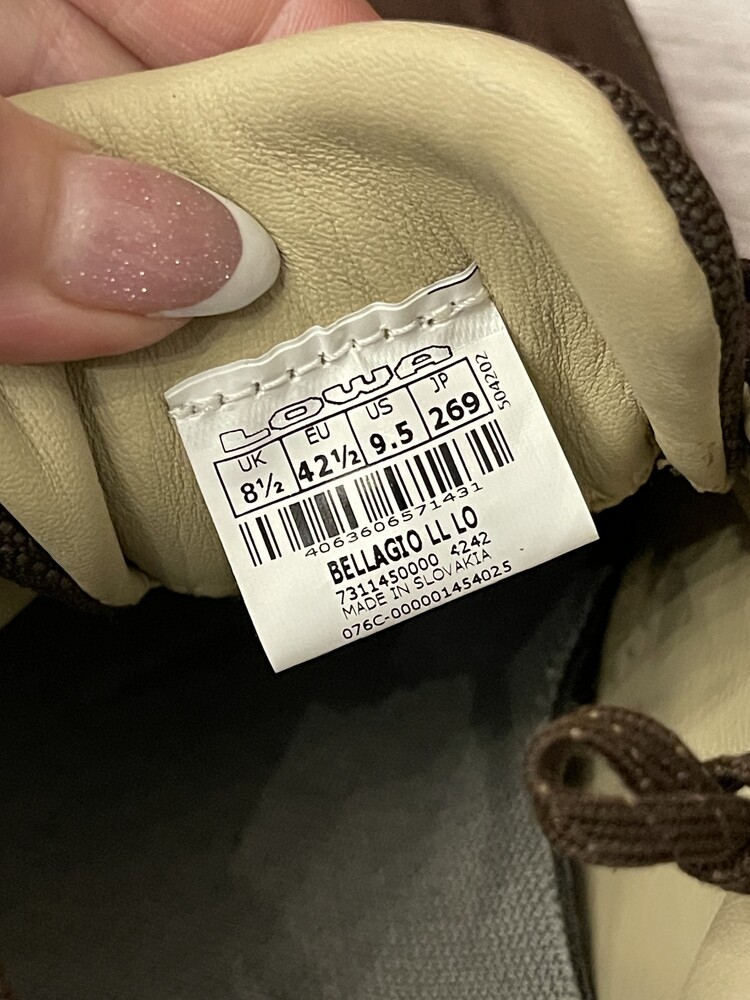 LOWA
UK EU US JP
8½ 42½ 9.5 269
504202
4063606571431
BELLAGIO LL LO
7311450000 4242
MADE IN SLOVAKIA
076C-000001454025